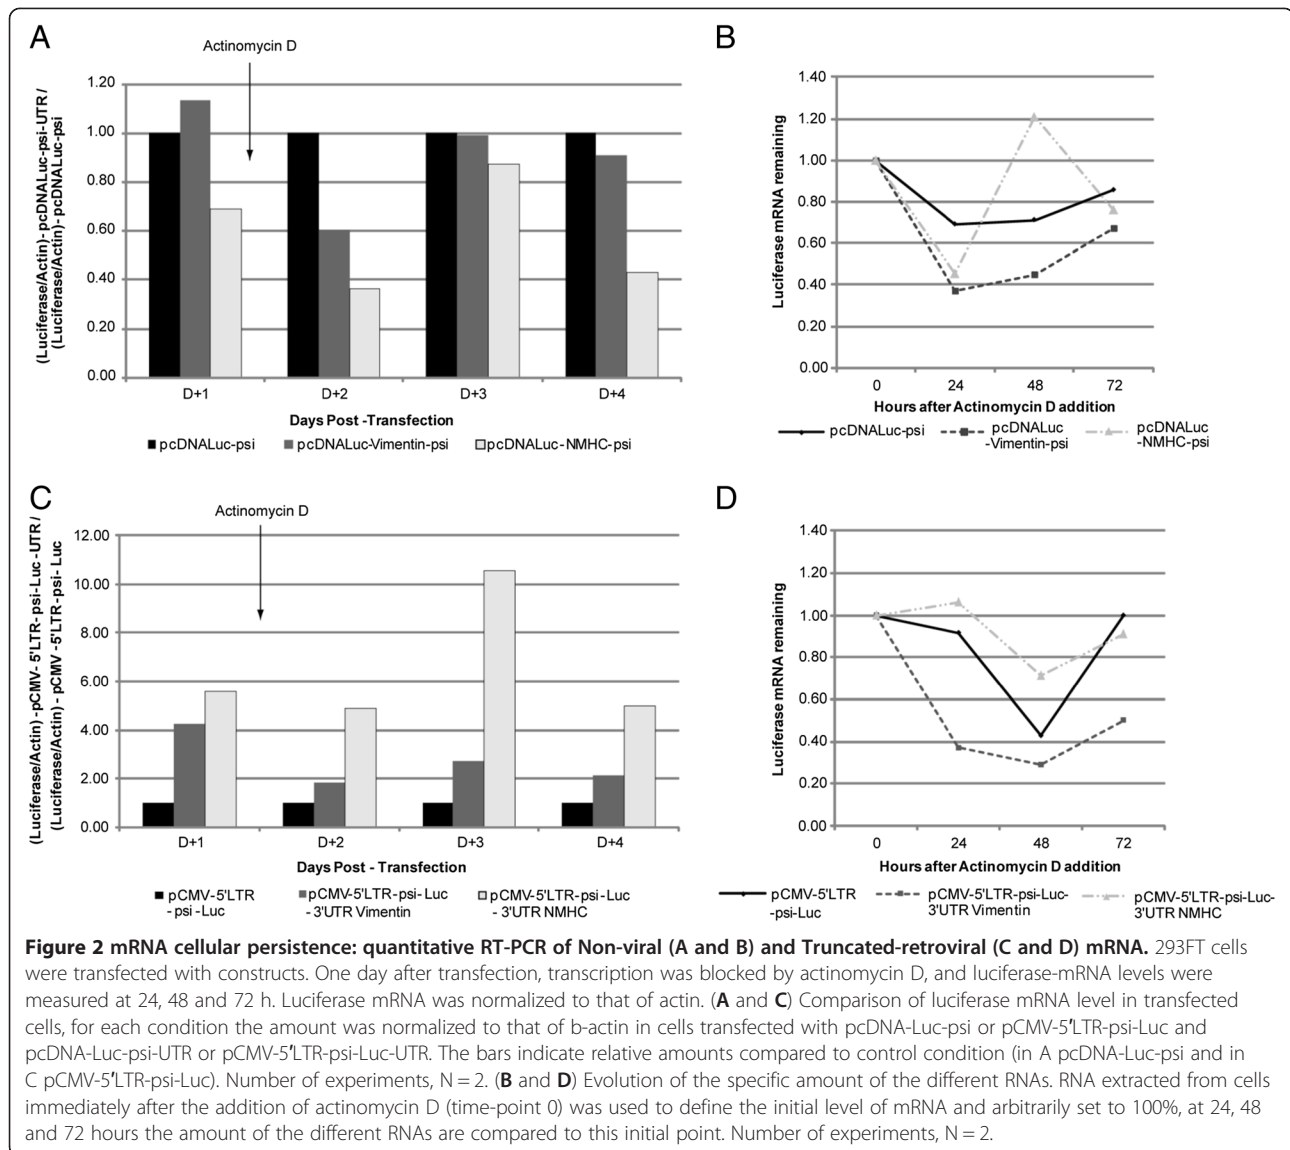 A
Actinomycin D
(Luciferase/Actin)-pcDNALuc-psi-UTR /
(Luciferase/Actin)-pcDNALuc-psi
1.20
1.00
0.80
0.60
0.40
0.20
0.00
D+1 D+2 D+3 D+4
Days Post -Transfection
pcDNALuc-psi pcDNALuc-Vimentin-psi pcDNALuc-NMHC-psi
B
Luciferase mRNA remaining
1.40
1.20
1.00
0.80
0.60
0.40
0.20
0.00
0 24 48 72
Hours after Actinomycin D addition
pcDNALuc-psi pcDNALuc
-Vimentin-psi
pcDNALuc
-NMHC-psi
C
Actinomycin D
(Luciferase/Actin)-pCMV-5'LTR-psi-Luc-UTR /
(Luciferase/Actin)-pCMV-5'LTR-psi-Luc
12.00
10.00
8.00
6.00
4.00
2.00
0.00
D+1 D+2 D+3 D+4
Days Post - Transfection
pCMV-5'LTR
- psi -Luc
pCMV-5'LTR-psi-Luc
- 3'UTR Vimentin
pCMV-5'LTR-psi-Luc
- 3'UTR NMHC
D
Luciferase mRNA remaining
1.40
1.20
1.00
0.80
0.60
0.40
0.20
0.00
0 24 48 72
Hours after Actinomycin D addition
pCMV-5'LTR
-psi-Luc
pCMV-5'LTR-psi-Luc-
3'UTR Vimentin
pCMV-5'LTR-psi-Luc-
3'UTR NMHC
Figure 2 mRNA cellular persistence: quantitative RT-PCR of Non-viral (A and B) and Truncated-retroviral (C and D) mRNA. 293FT cells
were transfected with constructs. One day after transfection, transcription was blocked by actinomycin D, and luciferase-mRNA levels were
measured at 24, 48 and 72 h. Luciferase mRNA was normalized to that of actin. (A and C) Comparison of luciferase mRNA level in transfected
cells, for each condition the amount was normalized to that of b-actin in cells transfected with pcDNA-Luc-psi or pCMV-5′LTR-psi-Luc and
pcDNA-Luc-psi-UTR or pCMV-5′LTR-psi-Luc-UTR. The bars indicate relative amounts compared to control condition (in A pcDNA-Luc-psi and in
C pCMV-5′LTR-psi-Luc). Number of experiments, N = 2. (B and D) Evolution of the specific amount of the different RNAs. RNA extracted from cells
immediately after the addition of actinomycin D (time-point 0) was used to define the initial level of mRNA and arbitrarily set to 100%, at 24, 48
and 72 hours the amount of the different RNAs are compared to this initial point. Number of experiments, N = 2.